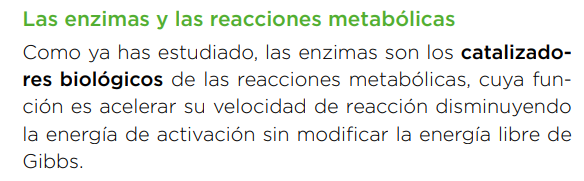 Las enzimas y las reacciones metabólicas
Como ya has estudiado, las enzimas son los catalizado-
res biológicos de las reacciones metabólicas, cuya fun-
ción es acelerar su velocidad de reacción disminuyendo
la energía de activación sin modificar la energía libre de
Gibbs.